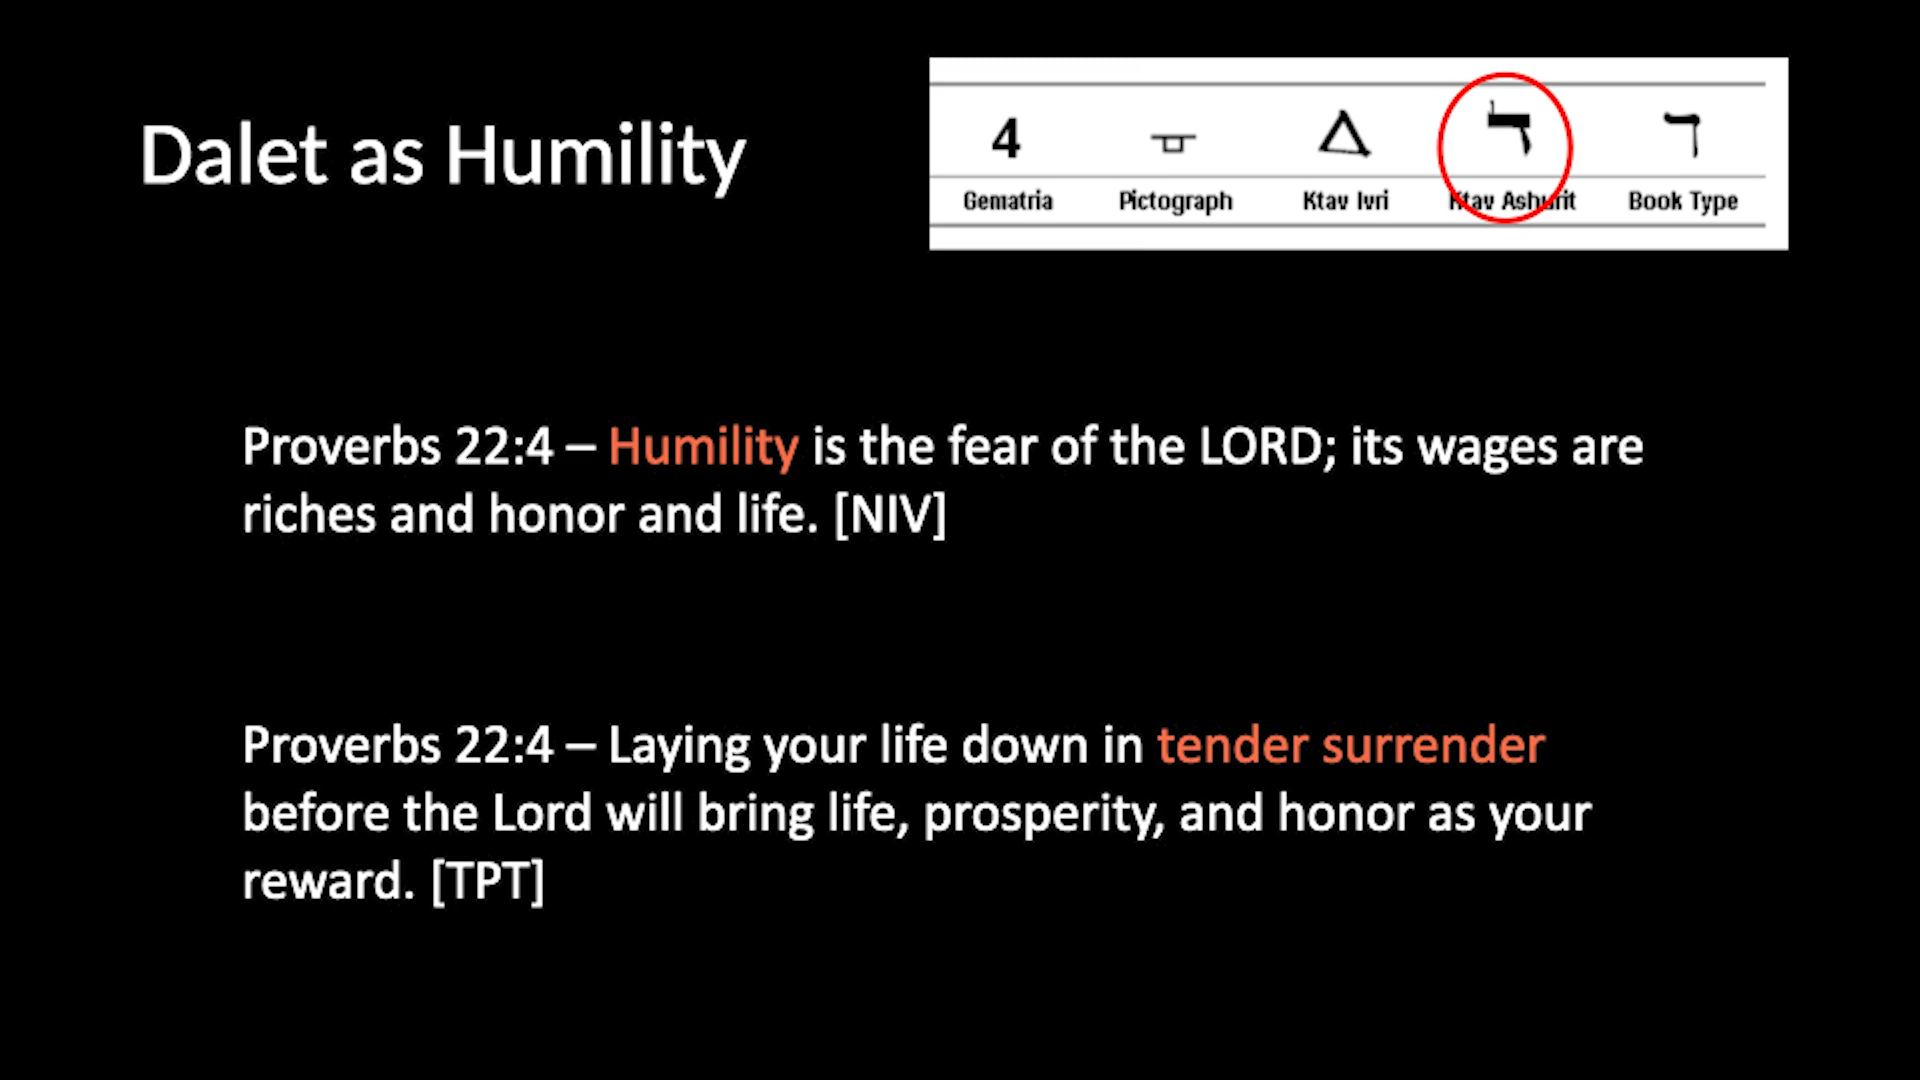 Dalet as Humility
4 ㅁ ד ד
Gematria Pictograph Ktav Ivri Ktav Ashurit Book Type
Proverbs 22:4 – Humility is the fear of the LORD; its wages are
riches and honor and life. [NIV]
Proverbs 22:4 – Laying your life down in tender surrender
before the Lord will bring life, prosperity, and honor as your
reward. [TPT]